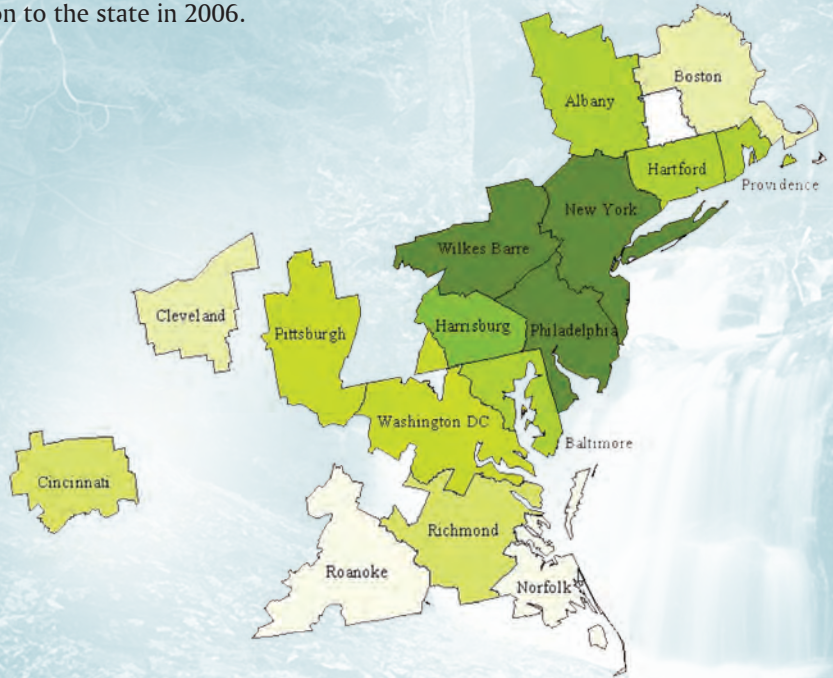 on to the state in 2006.
Boston
Albany
Hartford
Providence
New York
Wilkes Barre
Cleveland
Pittsburgh
Harrisburg
Philadelphia
Washington DC
Baltimore
Cincinnati
Richmond
Roanoke
Norfolk